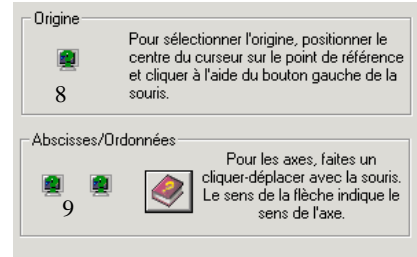 Origine
Pour sélectionner l'origine, positionner le
centre du curseur sur le point de référence
et cliquer à l'aide du bouton gauche de la
souris.
8
Abscisses/Ordonnées
Pour les axes, faites un
cliquer-déplacer avec la souris.
Le sens de la flèche indique le
sens de l'axe.
9